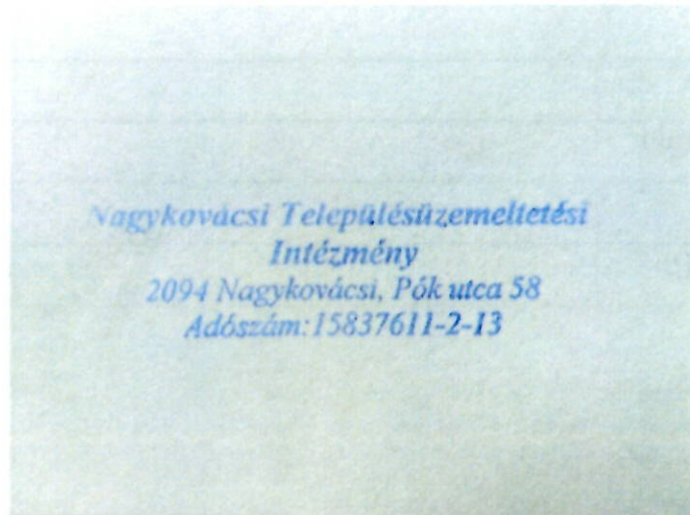 Nagykovácsi Településüzemeltetési
Intézmény
2094 Nagykovácsi, Pók utca 58
Adószám:15837611-2-13